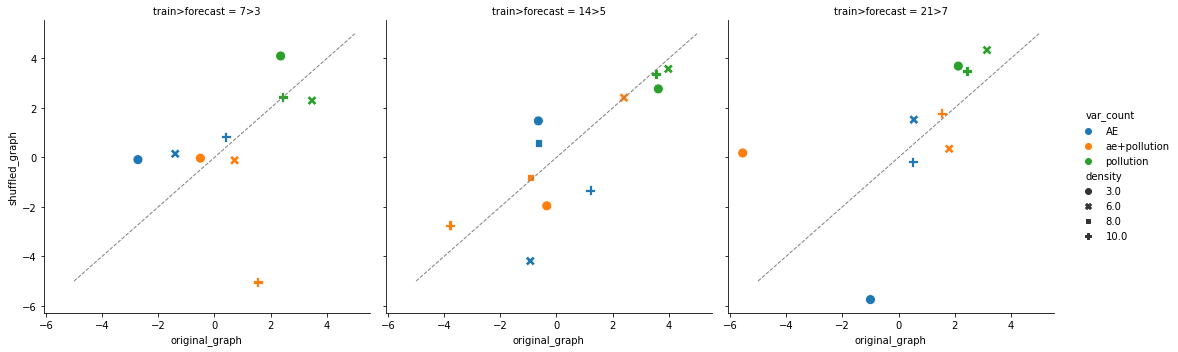 train>forecast = 7>3
train>forecast = 14>5
train>forecast = 21>7
shuffled_graph
4
2
0
−2
−4
−6
−6 −4 −2 0 2 4
−6 −4 −2 0 2 4
−6 −4 −2 0 2 4
original_graph
original_graph
original_graph
var_count
AE
ae+pollution
pollution
density
3.0
6.0
8.0
10.0